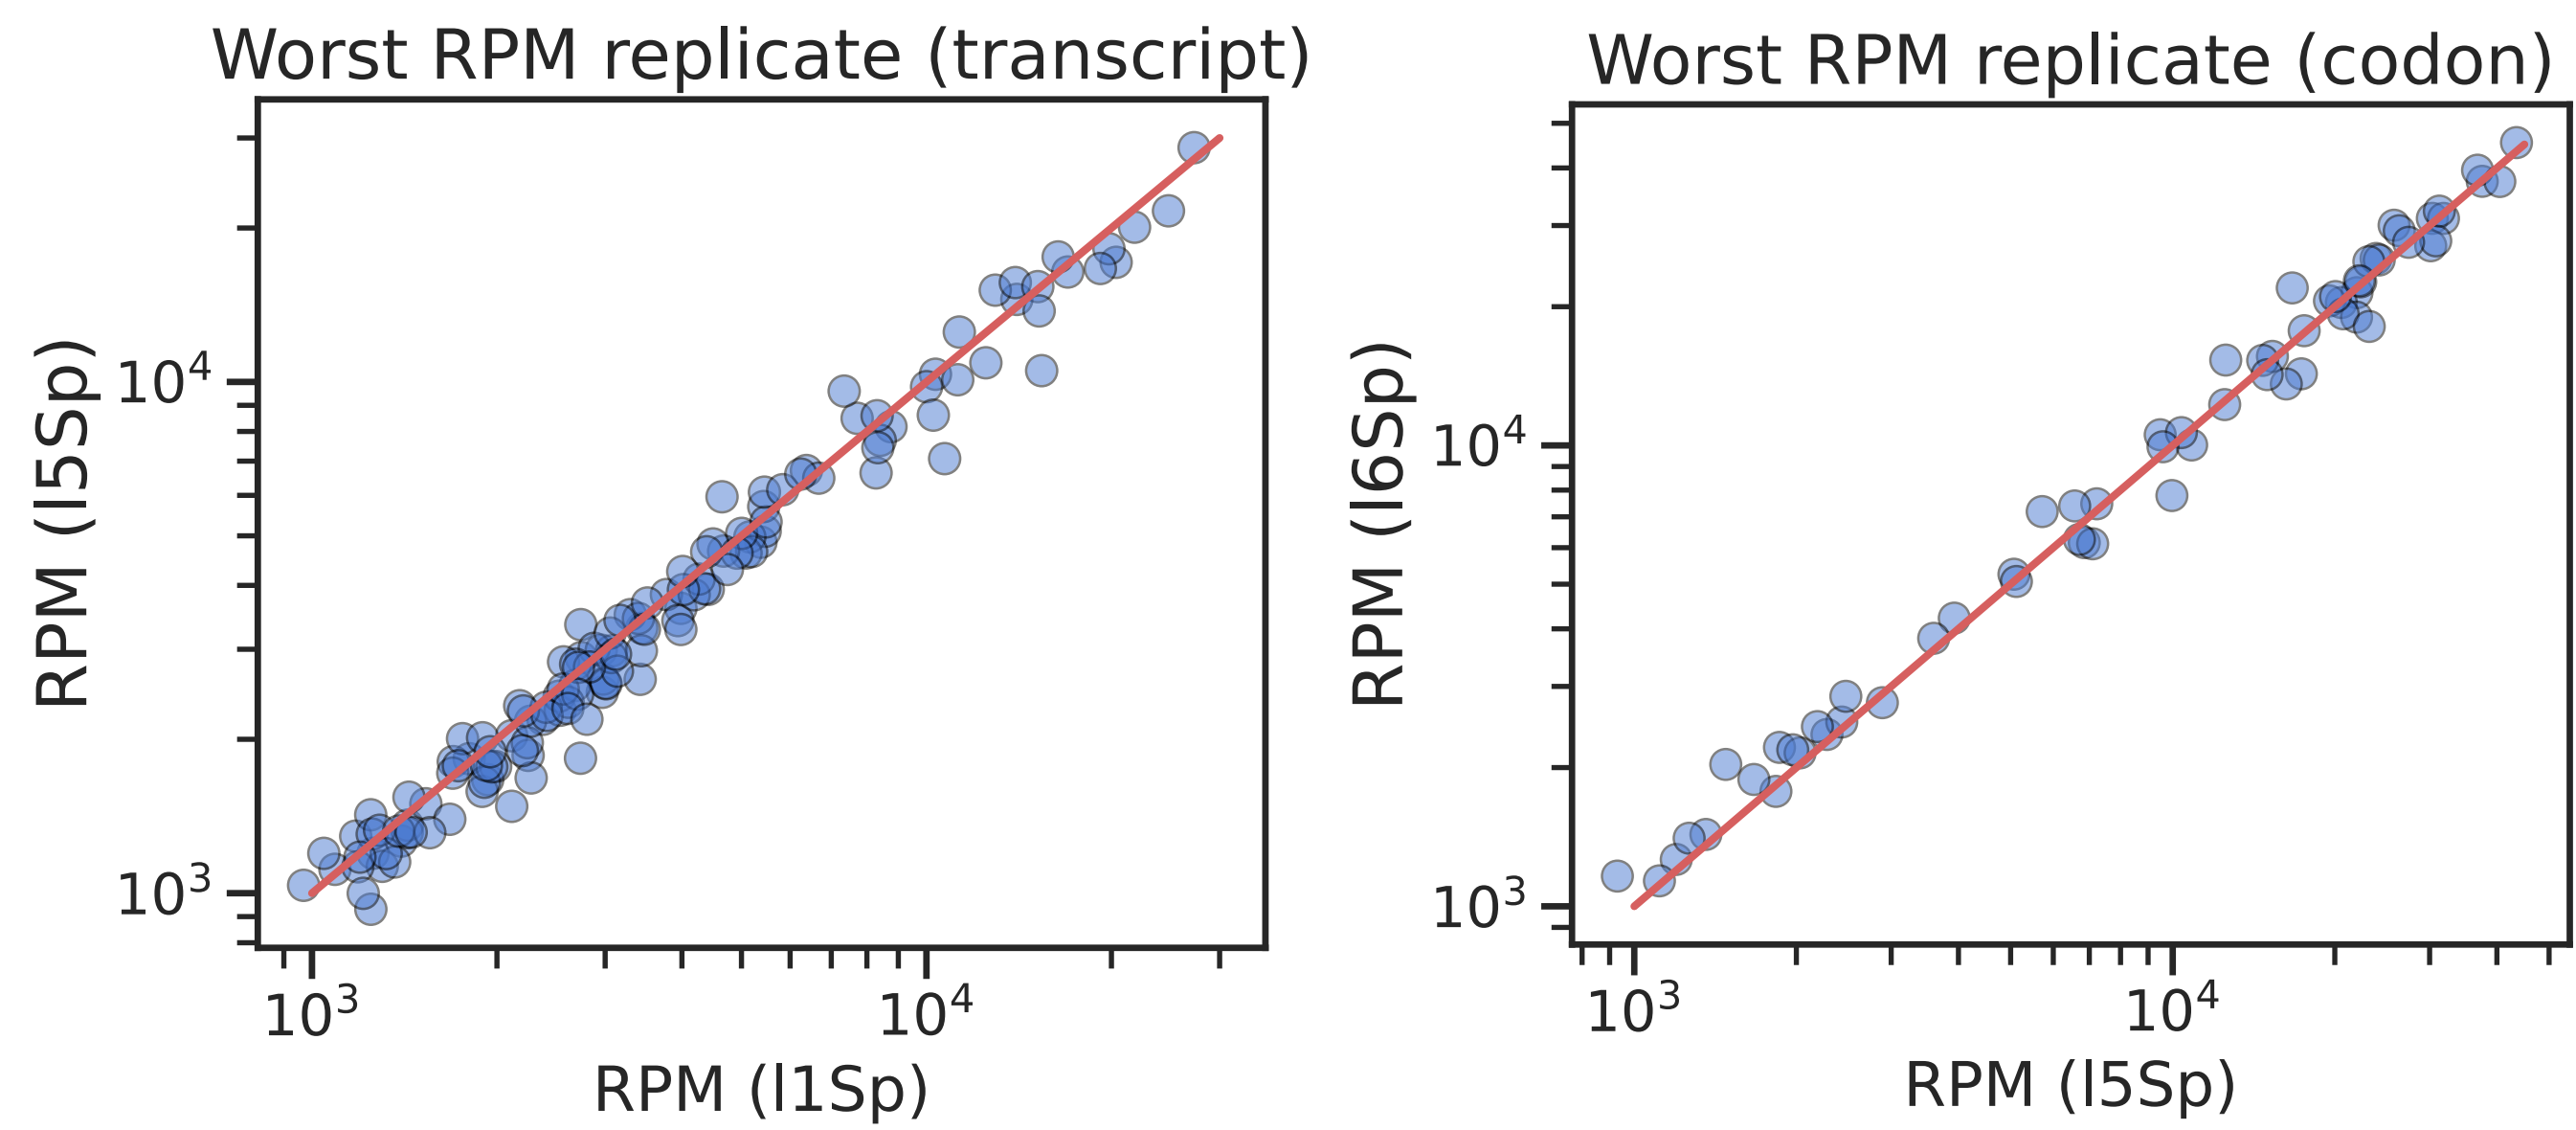 Worst RPM replicate (transcript)
RPM (l5Sp)
10⁴
10³
10³
10⁴
RPM (l1Sp)
Worst RPM replicate (codon)
RPM (l6Sp)
10⁴
10³
10³
10⁴
RPM (l5Sp)